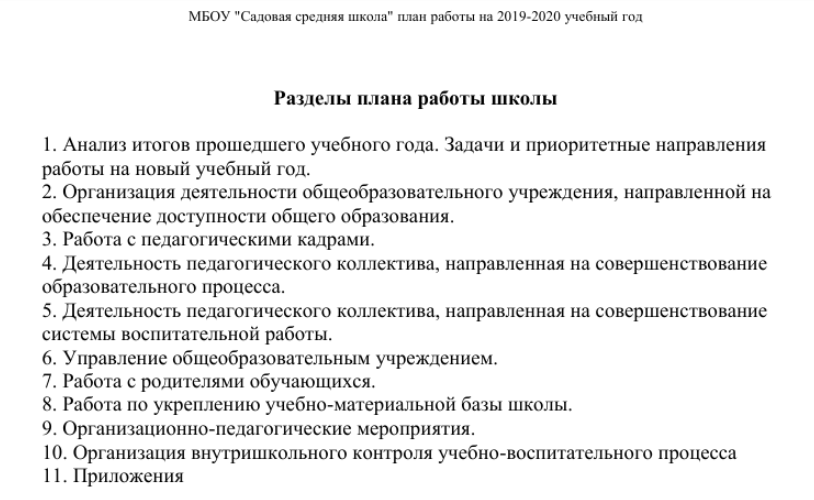 МБОУ "Садовая средняя школа" план работы на 2019-2020 учебный год
Разделы плана работы школы
1. Анализ итогов прошедшего учебного года. Задачи и приоритетные направления
работы на новый учебный год.
2. Организация деятельности общеобразовательного учреждения, направленной на
обеспечение доступности общего образования.
3. Работа с педагогическими кадрами.
4. Деятельность педагогического коллектива, направленная на совершенствование
образовательного процесса.
5. Деятельность педагогического коллектива, направленная на совершенствование
системы воспитательной работы.
6. Управление общеобразовательным учреждением.
7. Работа с родителями обучающихся.
8. Работа по укреплению учебно-материальной базы школы.
9. Организационно-педагогические мероприятия.
10. Организация внутришкольного контроля учебно-воспитательного процесса
11. Приложения